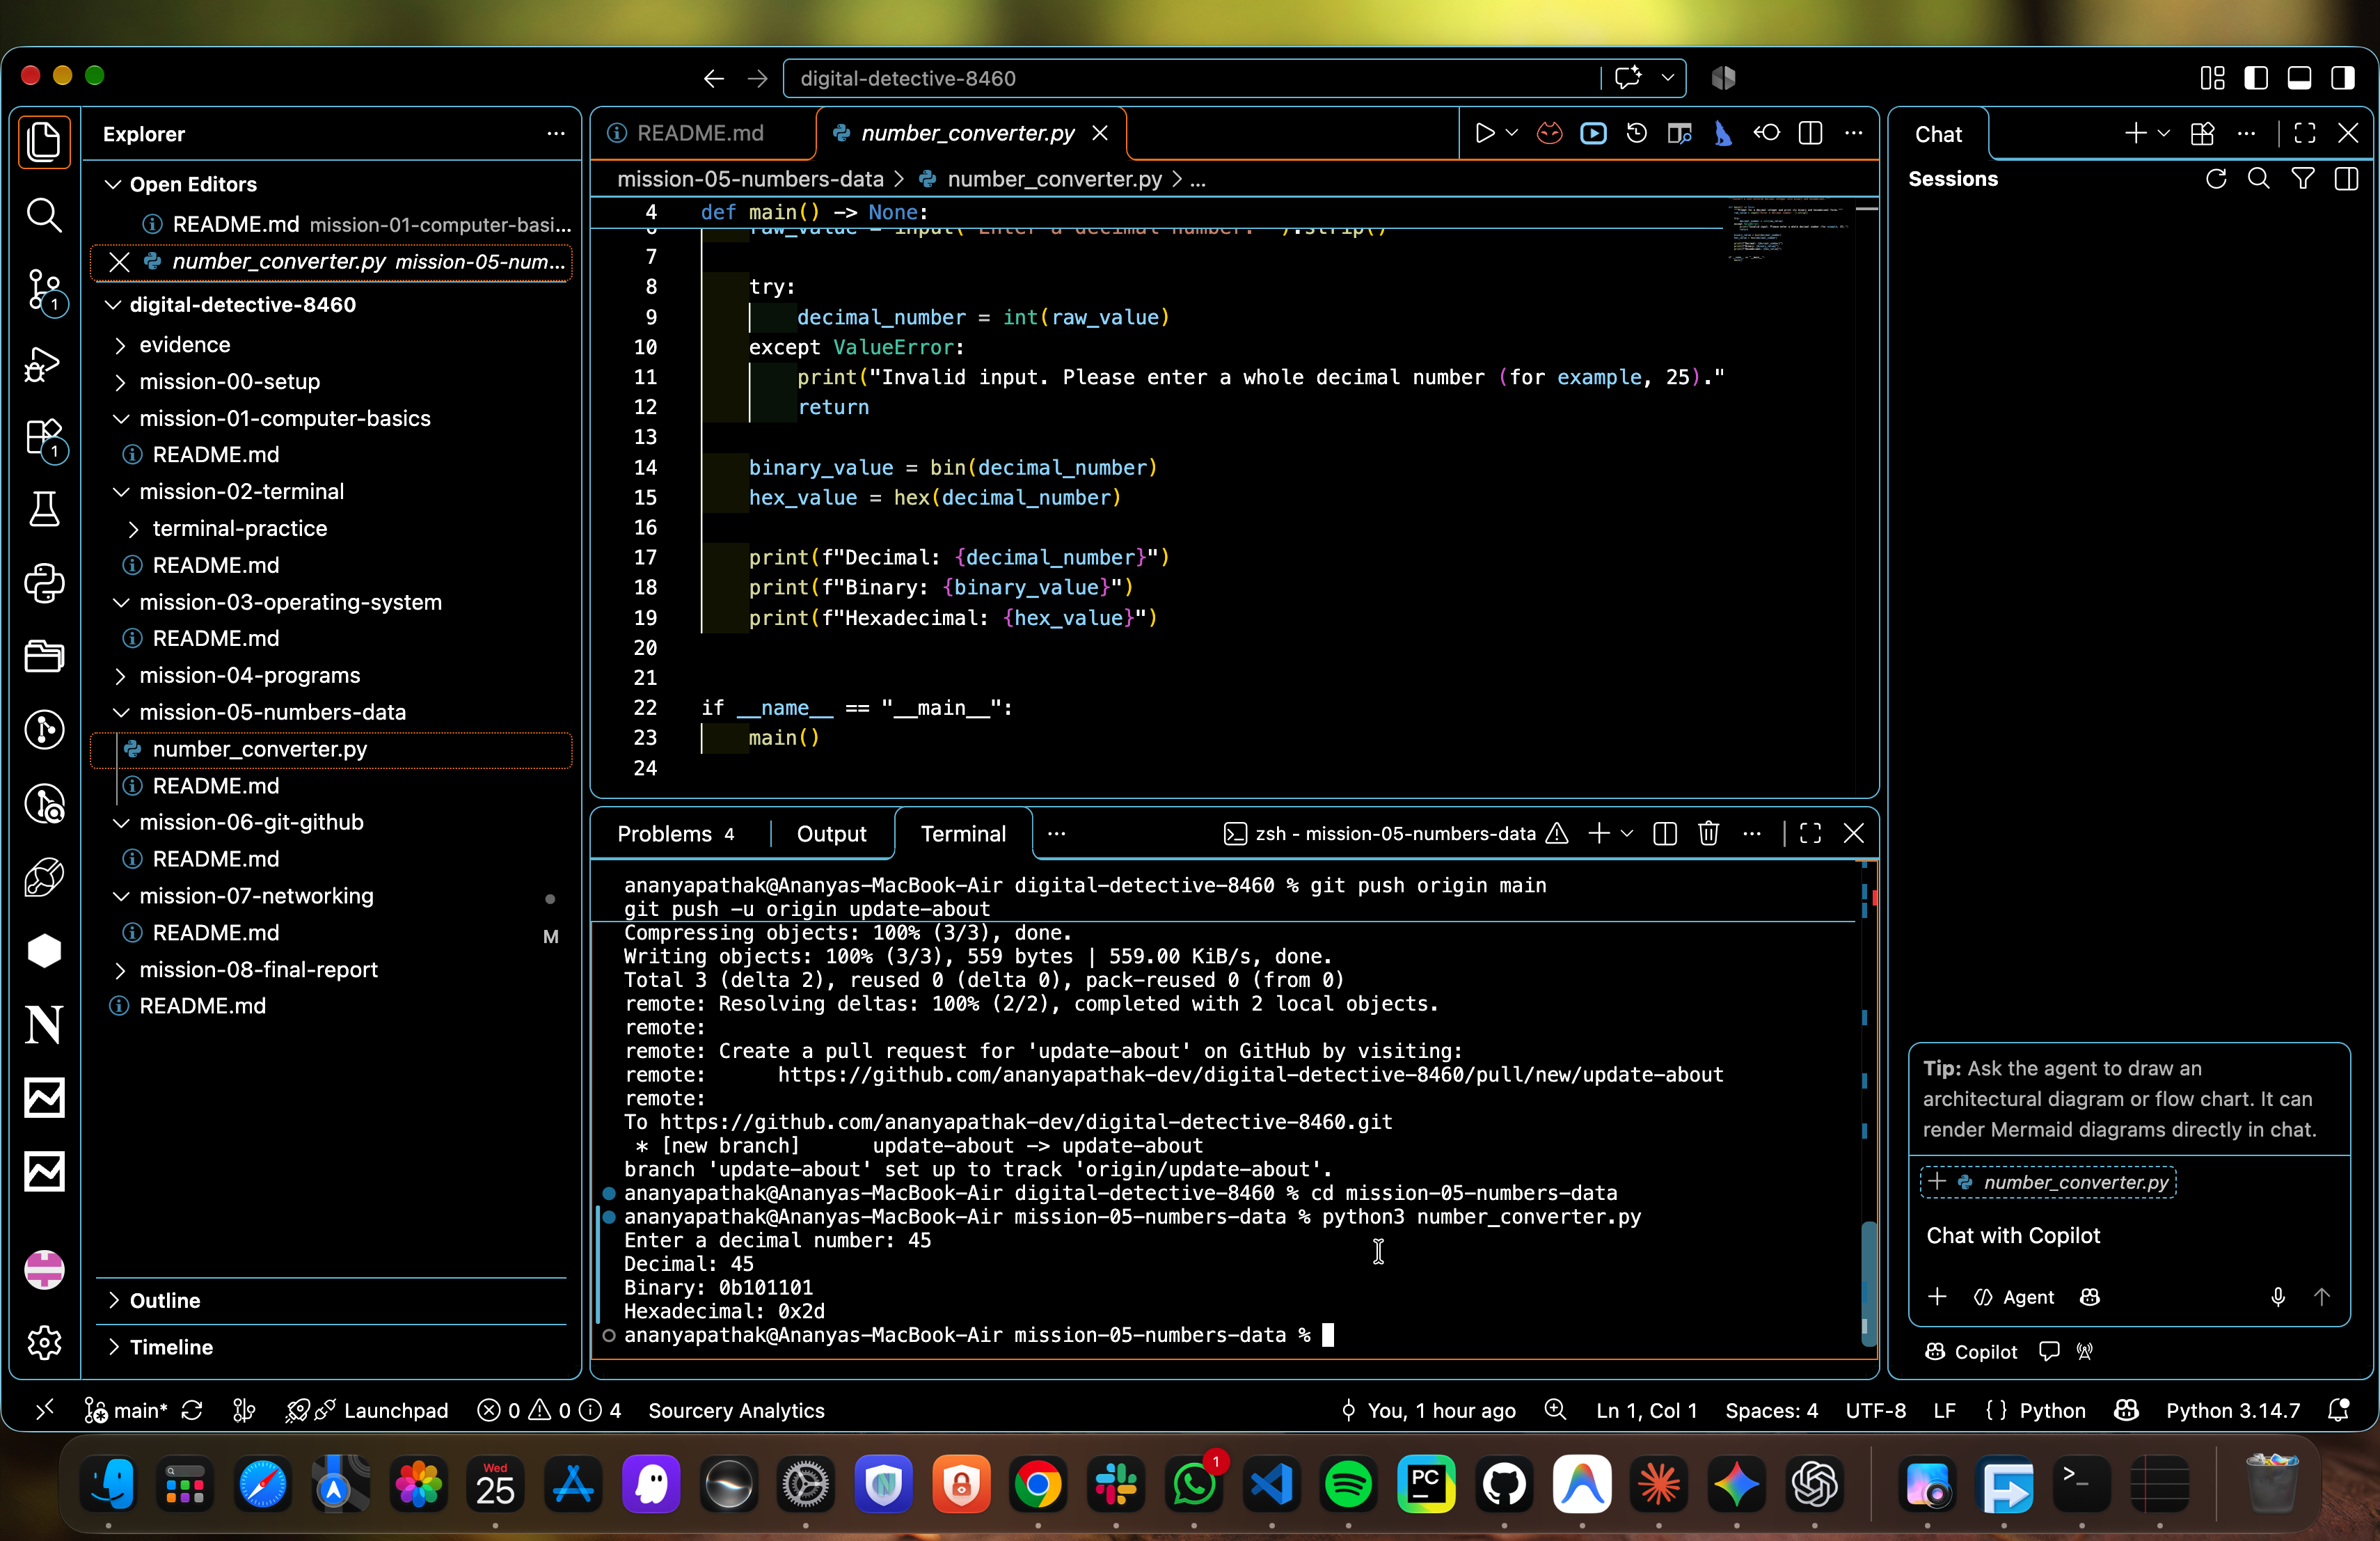 digital-detective-8460
Explorer
Open Editors
README.md mission-01-computer-basi...
number_converter.py mission-05-num...
digital-detective-8460
evidence
mission-00-setup
mission-01-computer-basics
README.md
mission-02-terminal
terminal-practice
README.md
mission-03-operating-system
README.md
mission-04-programs
mission-05-numbers-data
number_converter.py
README.md
mission-06-git-github
README.md
mission-07-networking
README.md M
mission-08-final-report
README.md
Outline
Timeline
1
1
README.md
number_converter.py
mission-05-numbers-data > number_converter.py > ...
4 def main() -> None:
6 raw_value = input("Enter a decimal number: ").strip()
7
8 try:
9 decimal_number = int(raw_value)
10 except ValueError:
11 print("Invalid input. Please enter a whole decimal number (for example, 25)."
12 return
13
14 binary_value = bin(decimal_number)
15 hex_value = hex(decimal_number)
16
17 print(f"Decimal: {decimal_number}")
18 print(f"Binary: {binary_value}")
19 print(f"Hexadecimal: {hex_value}")
20
21
22 if __name__ == "__main__":
23 main()
24
Problems 4 Output Terminal
zsh - mission-05-numbers-data
ananyapathak@Ananyas-MacBook-Air digital-detective-8460 % git push origin main
git push -u origin update-about
Compressing objects: 100% (3/3), done.
Writing objects: 100% (3/3), 559 bytes | 559.00 KiB/s, done.
Total 3 (delta 2), reused 0 (delta 0), pack-reused 0 (from 0)
remote: Resolving deltas: 100% (2/2), completed with 2 local objects.
remote:
remote: Create a pull request for 'update-about' on GitHub by visiting:
remote: https://github.com/ananyapathak-dev/digital-detective-8460/pull/new/update-about
remote:
To https://github.com/ananyapathak-dev/digital-detective-8460.git
* [new branch] update-about -> update-about
branch 'update-about' set up to track 'origin/update-about'.
ananyapathak@Ananyas-MacBook-Air digital-detective-8460 % cd mission-05-numbers-data
ananyapathak@Ananyas-MacBook-Air mission-05-numbers-data % python3 number_converter.py
Enter a decimal number: 45
Decimal: 45
Binary: 0b101101
Hexadecimal: 0x2d
ananyapathak@Ananyas-MacBook-Air mission-05-numbers-data %
Chat
Sessions
Tip: Ask the agent to draw an
architectural diagram or flow chart. It can
render Mermaid diagrams directly in chat.
number_converter.py
Chat with Copilot
Agent
Copilot
main* Launchpad 0 0 4 Sourcery Analytics
You, 1 hour ago Ln 1, Col 1 Spaces: 4 UTF-8 LF { } Python Python 3.14.7
Wed
25
1
PC